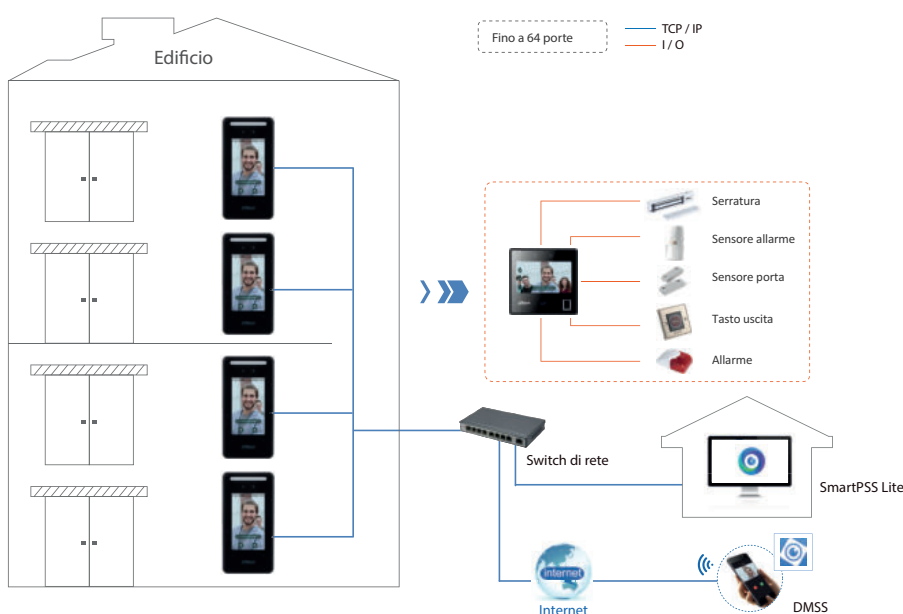 Edificio
Fino a 64 porte
TCP / IP
I / O
Serratura
Sensore allarme
Sensore porta
Tasto uscita
Allarme
Switch di rete
SmartPSS Lite
internet
Internet
DMSS